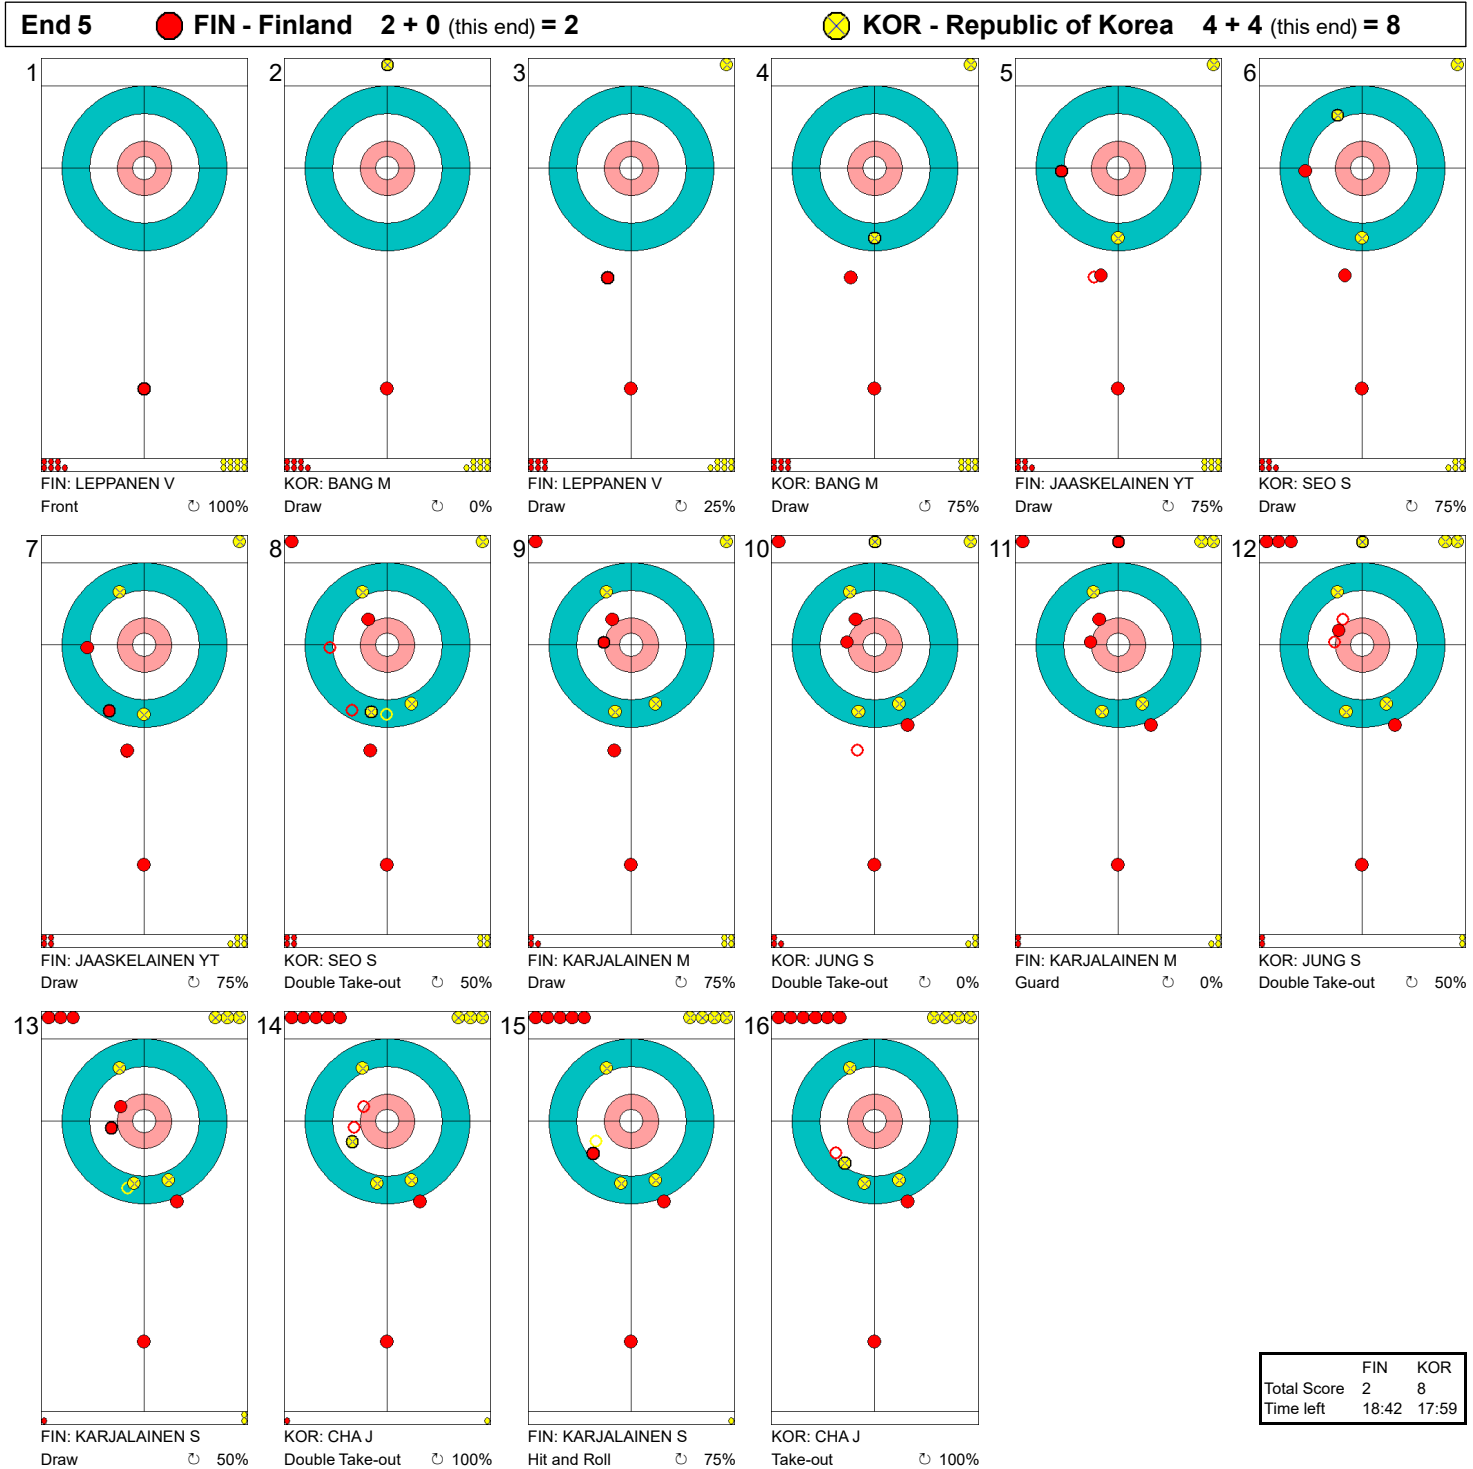 End 5 FIN - Finland 2 + 0 (this end) = 2 KOR - Republic of Korea 4 + 4 (this end) = 8
1
FIN: LEPPANEN V
Front ↻ 100%
2
KOR: BANG M
Draw ↻ 0%
3
FIN: LEPPANEN V
Draw ↻ 25%
4
KOR: BANG M
Draw ↺ 75%
5
FIN: JAASKELAINEN YT
Draw ↻ 75%
6
KOR: SEO S
Draw ↻ 75%
7
FIN: JAASKELAINEN YT
Draw ↻ 75%
8
KOR: SEO S
Double Take-out ↻ 50%
9
FIN: KARJALAINEN M
Draw ↻ 75%
10
KOR: JUNG S
Double Take-out ↻ 0%
11
FIN: KARJALAINEN M
Guard ↻ 0%
12
KOR: JUNG S
Double Take-out ↻ 50%
13
FIN: KARJALAINEN S
Draw ↻ 50%
14
KOR: CHA J
Double Take-out ↻ 100%
15
FIN: KARJALAINEN S
Hit and Roll ↻ 75%
16
KOR: CHA J
Take-out ↻ 100%
FIN KOR
Total Score 2 8
Time left 18:42 17:59